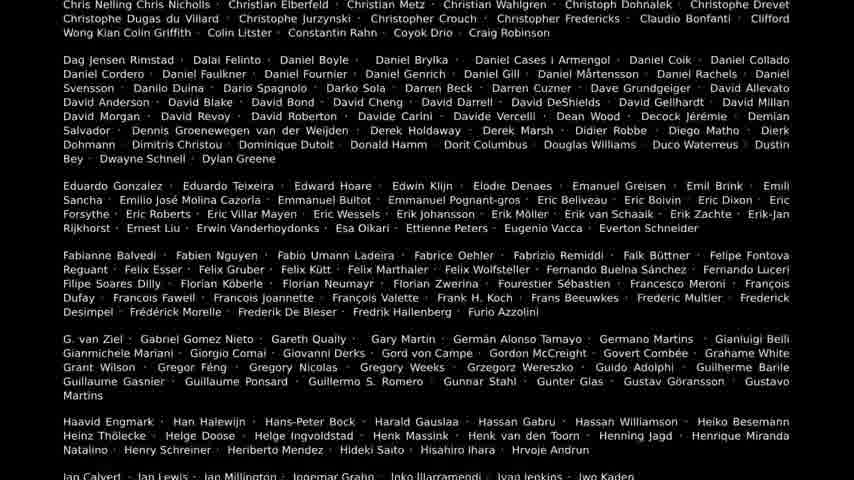 Chris Nelling Chris Nicholls · Christian Elberfeld · Christian Metz · Christian Wahlgren · Christoph Dohnalek · Christophe Drevet
Christophe Dugas du Villard · Christophe Jurzynski · Christopher Crouch · Christopher Fredericks · Claudio Bonfanti · Clifford
Wong Kian Colin Griffith · Colin Litster · Constantin Rahn · Coyok Drio · Craig Robinson
Dag Jensen Rimstad · Dalai Felinto · Daniel Boyle · Daniel Brylka · Daniel Cases i Armengol · Daniel Coik · Daniel Collado
Daniel Cordero · Daniel Faulkner · Daniel Fournier · Daniel Genrich · Daniel Gill · Daniel Mårtensson · Daniel Rachels · Daniel
Svensson · Danilo Duina · Dario Spagnolo · Darko Sola · Darren Beck · Darren Cuzner · Dave Grundgeiger · David Allevato
David Anderson · David Blake · David Bond · David Cheng · David Darrell · David DeShields · David Gellhardt · David Millan
David Morgan · David Revoy · David Roberton · Davide Carini · Davide Vercelli · Dean Wood · Decock Jérémie · Demian
Salvador · Dennis Groenewegen van der Weijden · Derek Holdaway · Derek Marsh · Didier Robbe · Diego Matho · Dierk
Dohmann · Dimitris Christou · Dominique Dutoit · Donald Hamm · Dorit Columbus · Douglas Williams · Duco Watermeus · Dustin
Bey · Dwayne Schnell · Dylan Greene
Eduardo Gonzalez · Eduardo Teixeira · Edward Hoare · Edwin Klijn · Elodie Denaes · Emanuel Greisen · Emil Brink · Emili
Sancha · Emilio José Molina Cazorla · Emmanuel Bultot · Emmanuel Pognant-gros · Eric Beliveau · Eric Boivin · Eric Dixon · Eric
Forsythe · Eric Roberts · Eric Villar Mayen · Eric Wessels · Erik Johansson · Erik Möller · Erik van Schaaik · Erik Zachte · Erik-Jan
Rijkhorst · Ernest Liu · Erwin Vanderhoydonks · Esa Oikari · Ettienne Peters · Eugenio Vacca · Everton Schneider
Fabianne Balvedi · Fabien Nguyen · Fabio Umann Ladeira · Fabrice Oehler · Fabrizio Remiddi · Falk Büttner · Felipe Fontova
Reguant · Felix Esser · Felix Gruber · Felix Kütt · Felix Marthaler · Felix Wolfsteller · Fernando Buelna Sánchez · Fernando Luceri
Filipe Soares Dilly · Florian Köberle · Florian Neumayr · Florian Zwerina · Fourestier Sébastien · Francesco Meroni · François
Dufay · Francois Faweil · Francois Joannette · François Valette · Frank H. Koch · Frans Beeuwkes · Frederic Multier · Frederick
Desimpel · Frédérick Morelle · Frederik De Bleser · Fredrik Hallenberg · Furio Azzolini
G. van Ziel · Gabriel Gomez Nieto · Gareth Qually · Gary Martin · Germán Alonso Tamayo · Germano Martins · Gianluigi Belli
Gianmichele Mariani · Giorgio Comai · Giovanni Derks · Gord von Campe · Gordon McCreight · Govert Combée · Grahame White
Grant Wilson · Gregor Féng · Gregory Nicolas · Gregory Weeks · Grzegorz Wereszko · Guido Adolphi · Guilherme Barile
Guillaume Gasnier · Guillaume Ponsard · Guillermo S. Romero · Gunnar Stahl · Gunter Glas · Gustav Göransson · Gustavo
Martins
Haavid Engmark · Han Halewijn · Hans-Peter Bock · Harald Gauslaa · Hassan Gabru · Hassan Williamson · Heiko Besemann
Heinz Thölecke · Helge Doose · Helge Ingvoldstad · Henk Massink · Henk van den Toorn · Henning Jagd · Henrique Miranda
Natalino · Henry Schreiner · Heriberto Mendez · Hideki Saito · Hisahiro Ihara · Hrvoje Andrun
Ian Calvert · Ian Lewis · Ian Millington · Ingemar Grahn · Inko Illarramendi · Ivan Jenkins · Iwo Kaden